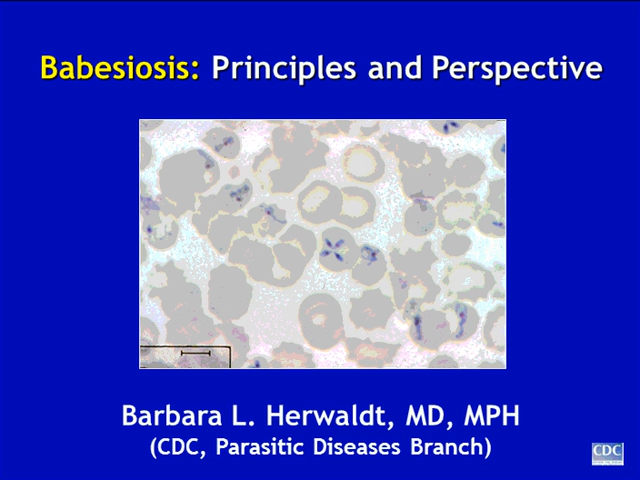 Babesiosis: Principles and Perspective
Barbara L. Herwaldt, MD, MPH
(CDC, Parasitic Diseases Branch)
CDC